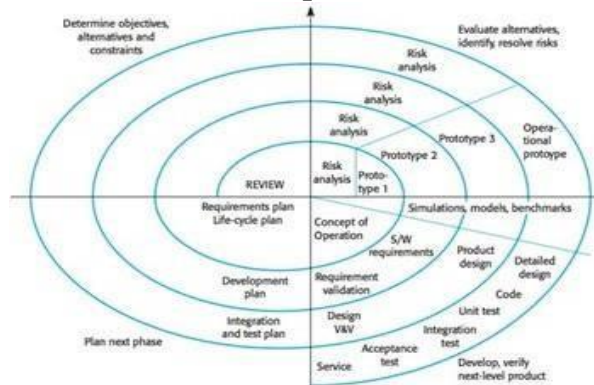 Determine objectives,
alternatives and
constraints
Evaluate alternatives,
identify, resolve risks
Risk
analysis
Risk
analysis
Risk
analysis
Risk
analysis
Proto-
type 1
Prototype 2
Prototype 3
Opera-
tional
protoype
REVIEW
Requirements plan
Life-cycle plan
Concept of
Operation
Simulations, models, benchmarks
S/W
requirements
Product
design
Detailed
design
Development
plan
Requirement
validation
Code
Unit test
Integration
and test plan
Design
V&V
Integration
test
Plan next phase
Acceptance
test
Service
Develop, verify
next-level product